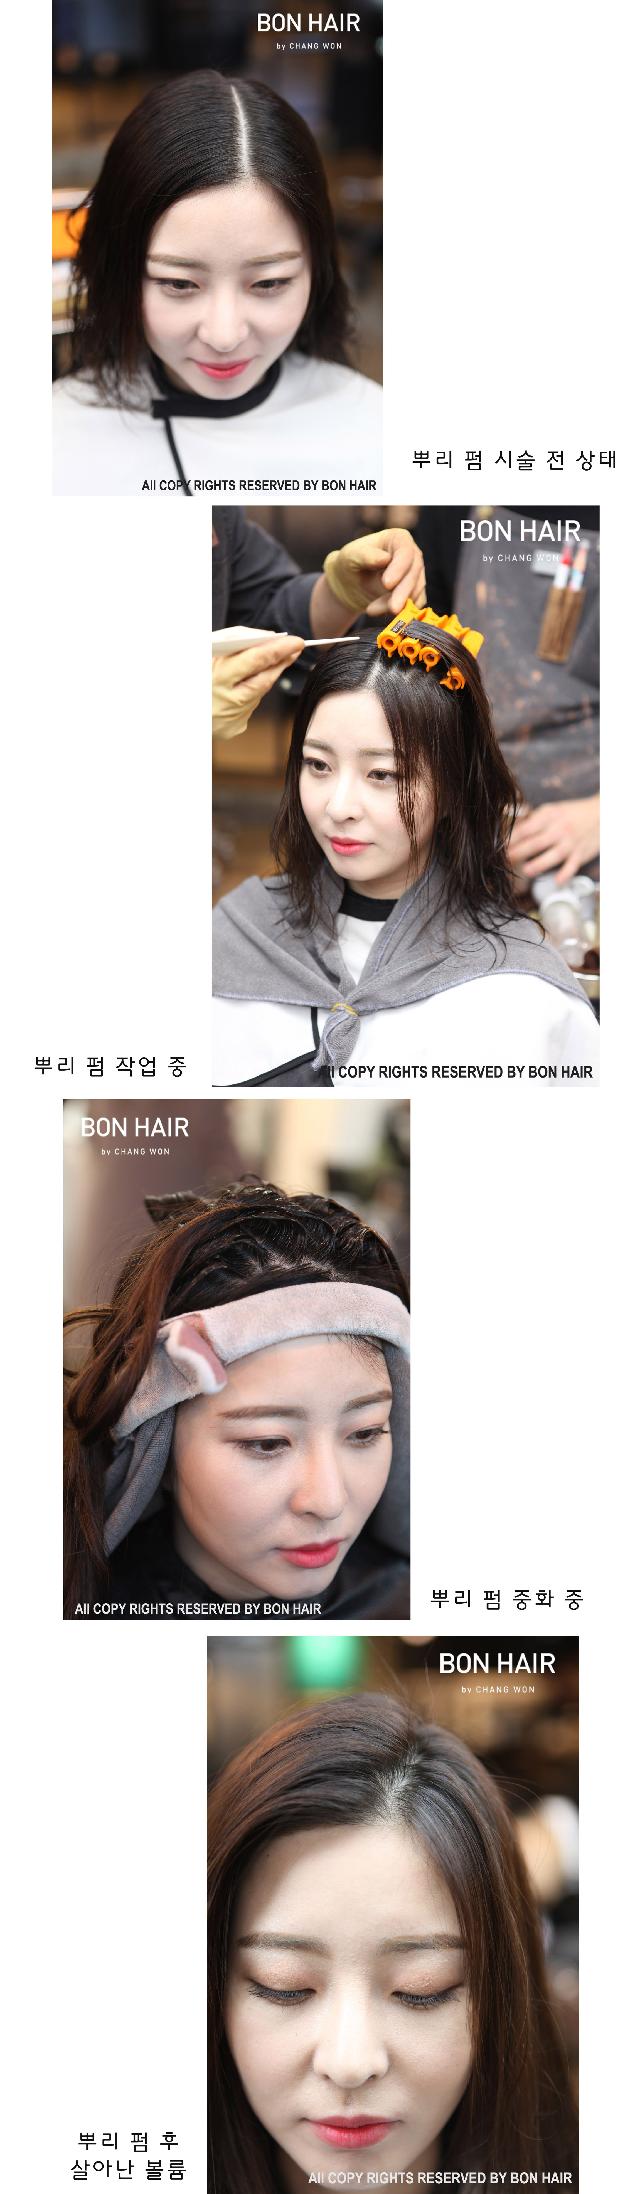 BON HAIR
by CHANG WON
All COPY RIGHTS RESERVED BY BON HAIR
뿌리 펌 시술 전 상태
BON HAIR
by CHANG WON
All COPY RIGHTS RESERVED BY BON HAIR
뿌리 펌 작업 중
BON HAIR
by CHANG WON
All COPY RIGHTS RESERVED BY BON HAIR
뿌리 펌 중화 중
BON HAIR
by CHANG WON
All COPY RIGHTS RESERVED BY BON HAIR
뿌리 펌 후
살아난 볼륨